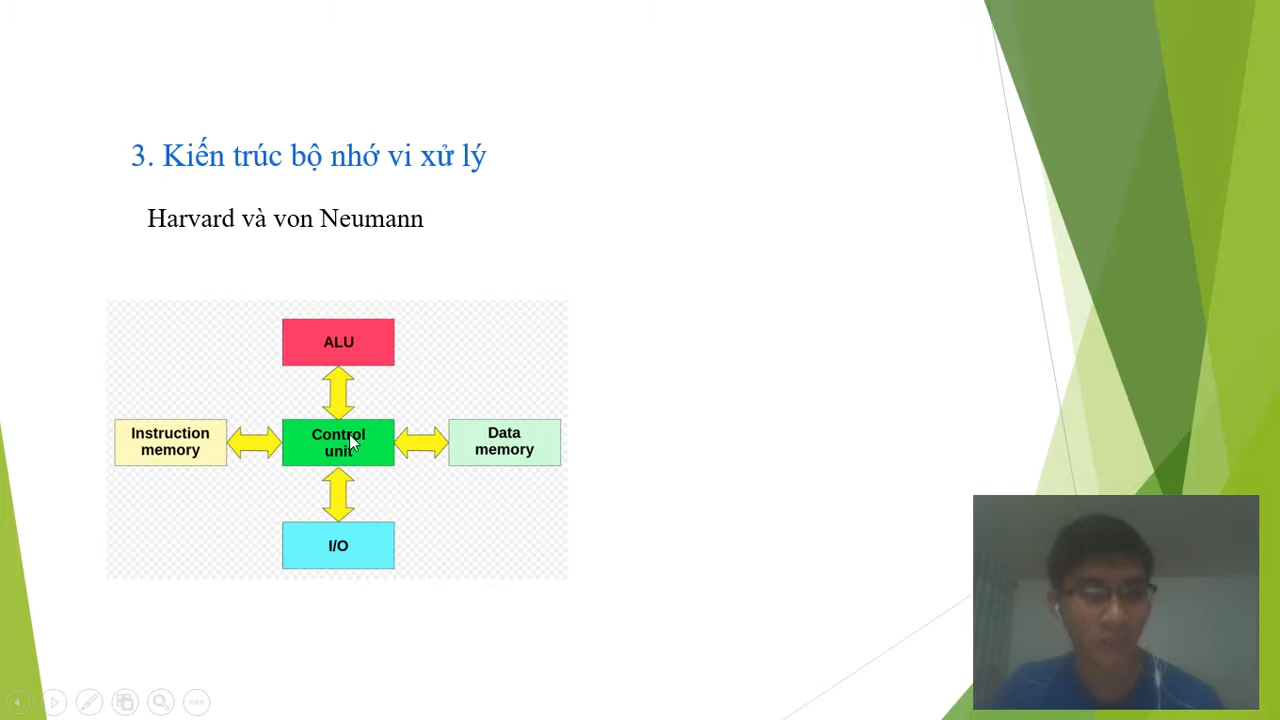 3. Kiến trúc bộ nhớ vi xử lý
Harvard và von Neumann
ALU
Instruction
memory
Control
unit
Data
memory
I/O